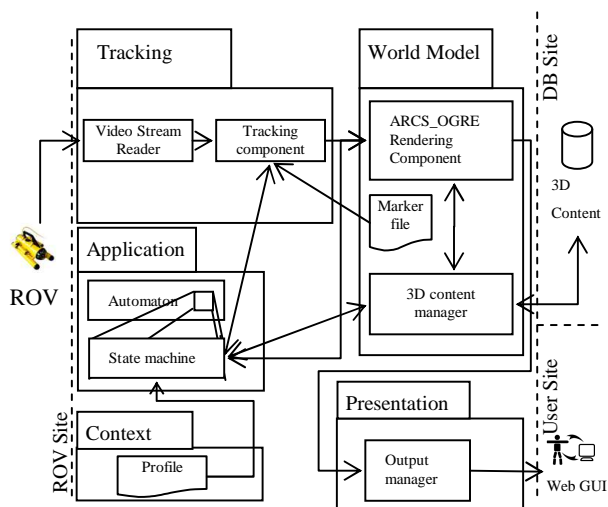 Tracking
World Model
DB Site
Video Stream
Reader
Tracking
component
ARCS_OGRE
Rendering
Component
3D
Content
Marker
file
ROV
Application
Automaton
3D content
manager
State machine
ROV Site
Context
Profile
Presentation
Output
manager
User Site
Web GUI